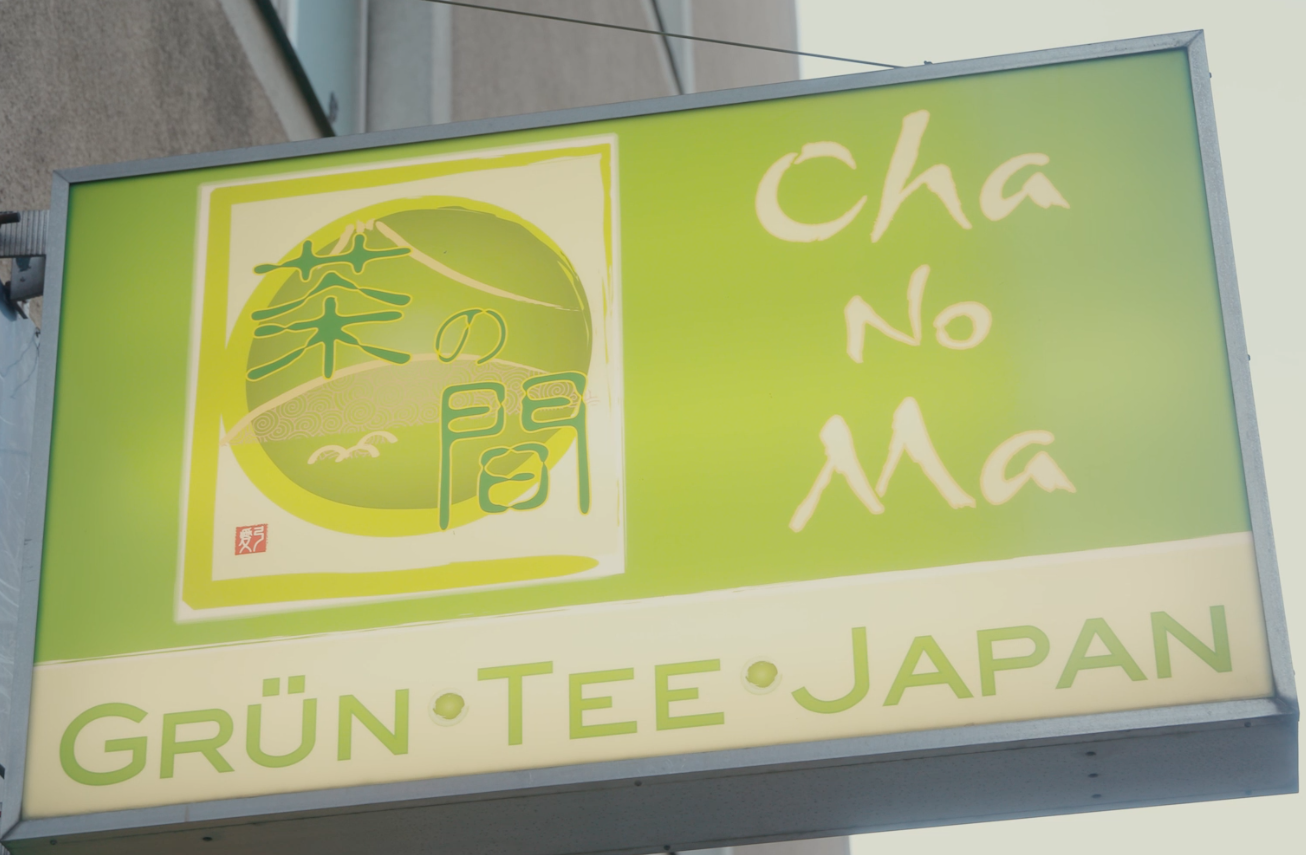 茶の間
Cha
No
Ma
GRÜN • TEE • JAPAN